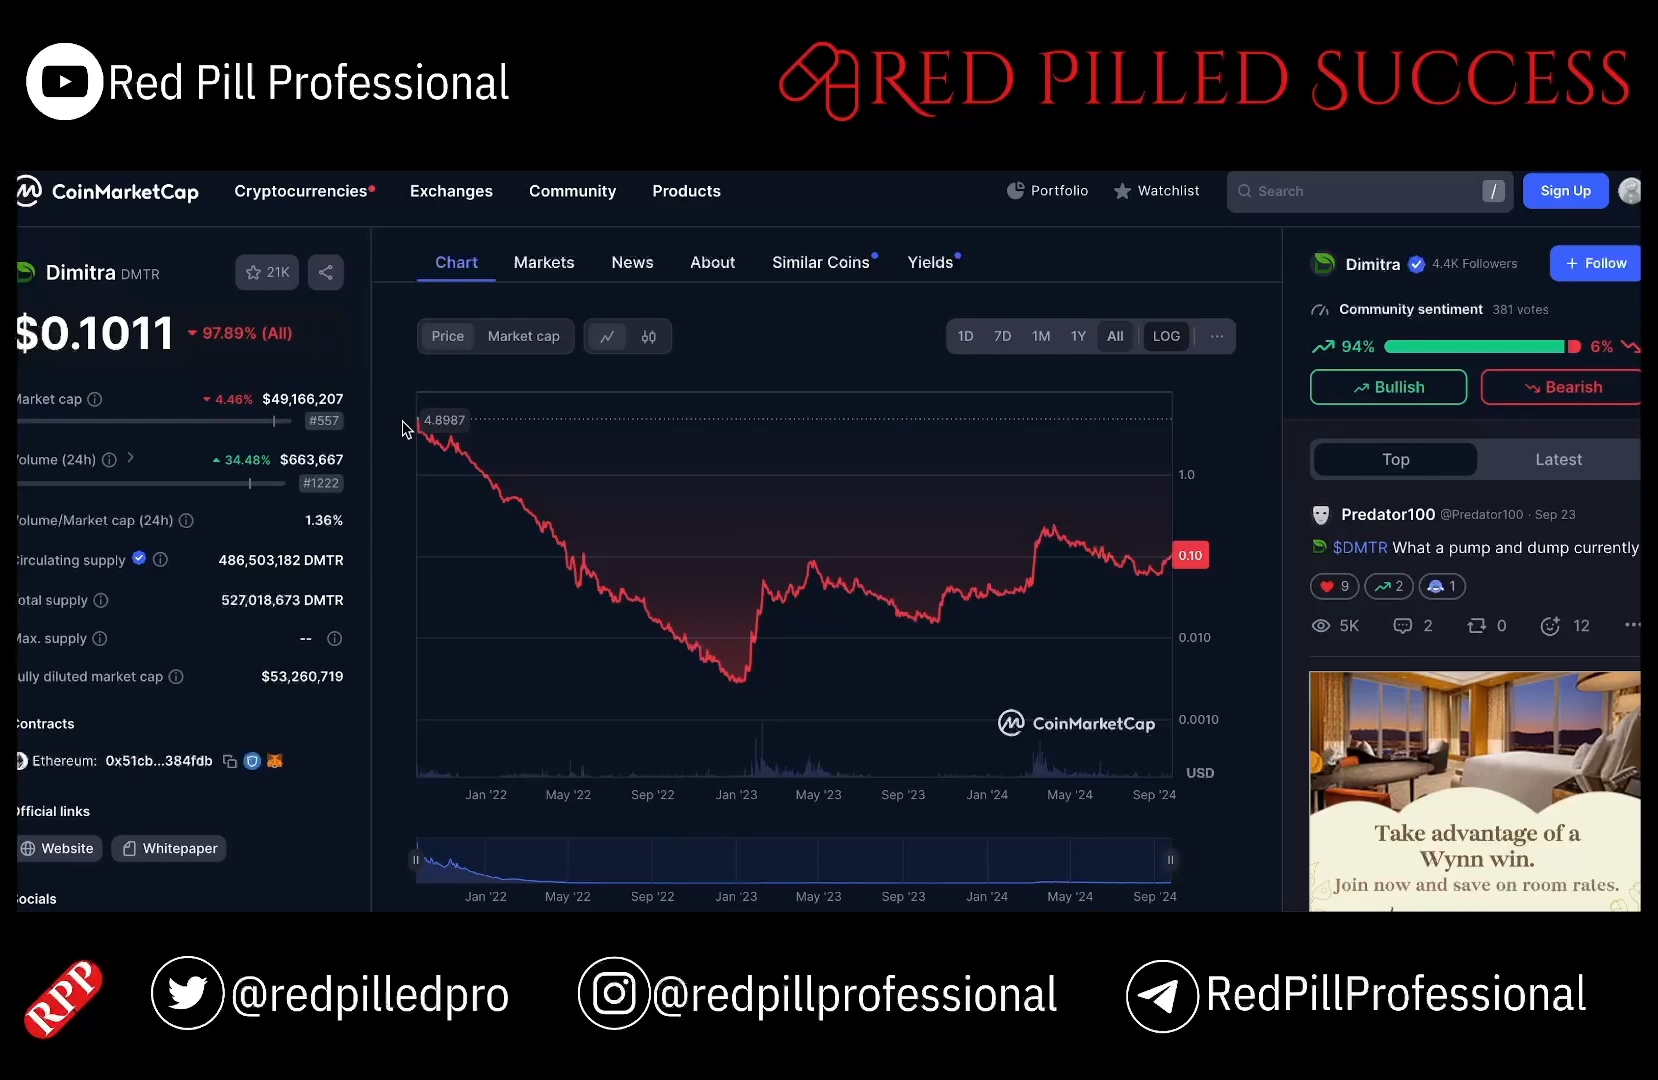 Red Pill Professional
RED PILLED SUCCESS
CoinMarketCap
Cryptocurrencies
Exchanges
Community
Products
Portfolio
Watchlist
Search
/
Sign Up
Dimitra DMTR
21K
$0.1011
97.89% (All)
Market cap
4.46%
$49,166,207
#557
Volume (24h)
34.48%
$663,667
#1222
Volume/Market cap (24h)
1.36%
Circulating supply
486,503,182 DMTR
Total supply
527,018,673 DMTR
Max. supply
--
ully diluted market cap
$53,260,719
Contracts
Ethereum: 0x51cb...384fdb
Official links
Website
Whitepaper
Socials
Chart
Markets
News
About
Similar Coins
Yields
Price
Market cap
1D
7D
1M
1Y
All
LOG
...
4.8987
1.0
0.10
0.010
0.0010
CoinMarketCap
USD
Jan '22
May '22
Sep '22
Jan '23
May '23
Sep '23
Jan '24
May '24
Sep '24
Jan '22
May '22
Sep '22
Jan '23
May '23
Sep '23
Jan '24
May '24
Sep '24
Dimitra
4.4K Followers
+ Follow
Community sentiment 381 votes
94%
6%
Bullish
Bearish
Top
Latest
Predator100 @Predator100 · Sep 23
$DMTR What a pump and dump currently
9
2
1
5K
2
0
12
...
Take advantage of a
Wynn win.
Join now and save on room rates.
RPP
@redpilledpro
@redpillprofessional
RedPillProfessional